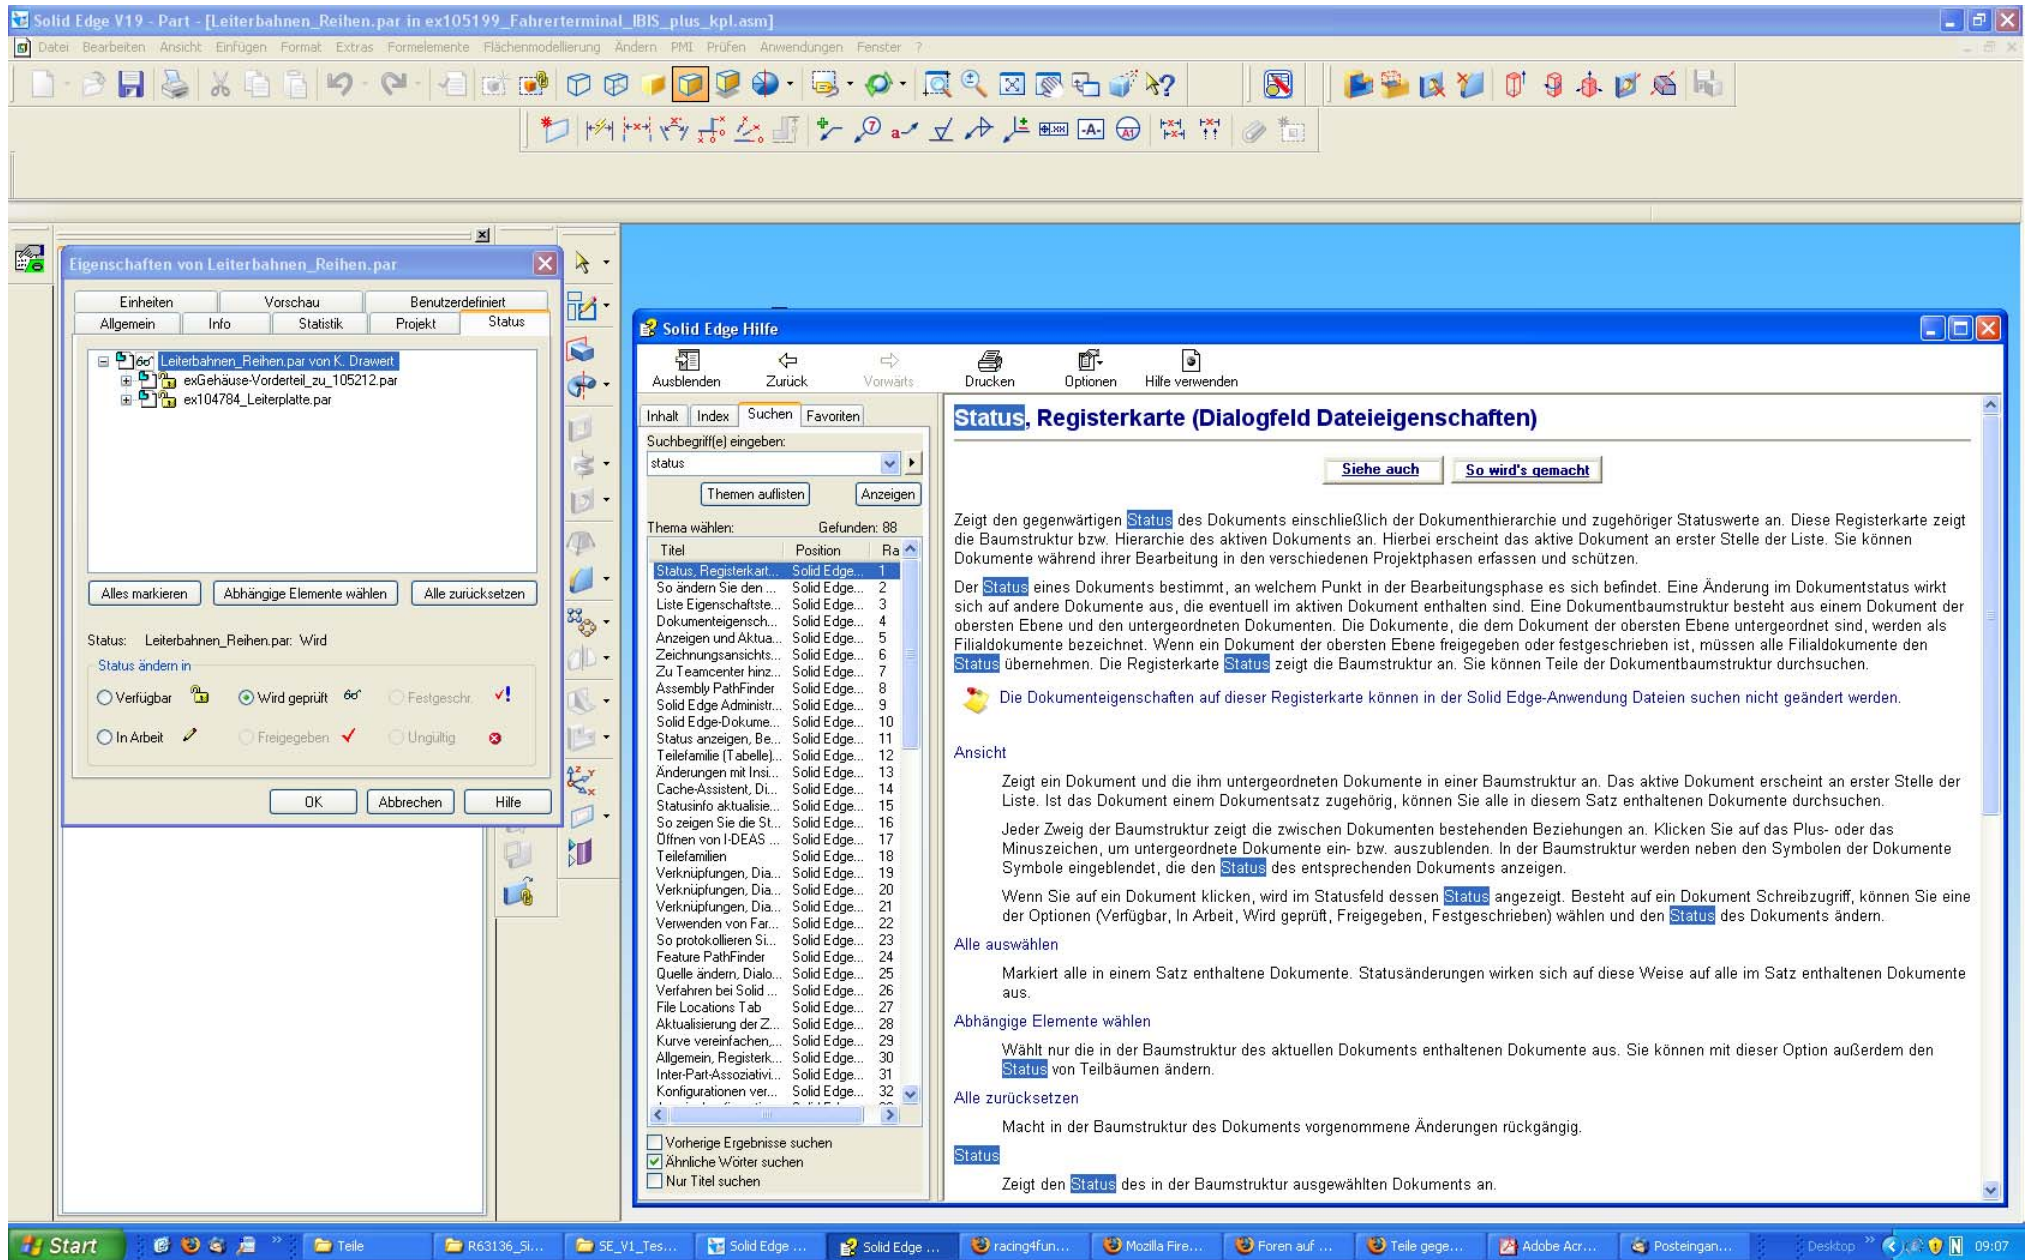 Solid Edge V19 - Part - [Leiterbahnen_Reihen.par in ex105199_Fahrerterminal_IBIS_plus_kpl.asm]
Datei Bearbeiten Ansicht Einfügen Format Extras Formelemente Flächenmodellierung Ändern PMI Prüfen Anwendungen Fenster ?
Eigenschaften von Leiterbahnen_Reihen.par
Einheiten Vorschau Benutzerdefiniert
Allgemein Info Statistik Projekt Status
Leiterbahnen_Reihen.par von K. Drawert
exGehäuse-Vorderteil_zu_105212.par
ex104784_Leiterplatte.par
Alles markieren Abhängige Elemente wählen Alle zurücksetzen
Status: Leiterbahnen_Reihen.par: Wird
Status ändern in
Verfügbar Wird geprüft Festgeschr.
In Arbeit Freigegeben Ungültig
OK Abbrechen Hilfe
Solid Edge Hilfe
Ausblenden Zurück Vorwärts Drucken Optionen Hilfe verwenden
Inhalt Index Suchen Favoriten
Suchbegriff(e) eingeben:
status
Themen auflisten Anzeigen
Thema wählen: Gefunden: 88
Titel Position Ra
Status, Registerkart... Solid Edge... 1
So ändern Sie den ... Solid Edge... 2
Liste Eigenschaftste... Solid Edge... 3
Dokumenteigensch... Solid Edge... 4
Anzeigen und Aktua... Solid Edge... 5
Zeichnungsansichts... Solid Edge... 6
Zu Teamcenter hinz... Solid Edge... 7
Assembly PathFinder Solid Edge... 8
Solid Edge Administr... Solid Edge... 9
Solid Edge-Dokume... Solid Edge... 10
Status anzeigen, Be... Solid Edge... 11
Teilefamilie (Tabelle)... Solid Edge... 12
Änderungen mit Insi... Solid Edge... 13
Cache-Assistent, Di... Solid Edge... 14
Statusinfo aktualisie... Solid Edge... 15
So zeigen Sie die St... Solid Edge... 16
Öffnen von I-DEAS ... Solid Edge... 17
Teilefamilien Solid Edge... 18
Verknüpfungen, Dia... Solid Edge... 19
Verknüpfungen, Dia... Solid Edge... 20
Verknüpfungen, Dia... Solid Edge... 21
Verwenden von Far... Solid Edge... 22
So protokollieren Si... Solid Edge... 23
Feature PathFinder Solid Edge... 24
Quelle ändern, Dialo... Solid Edge... 25
Verfahren bei Solid ... Solid Edge... 26
File Locations Tab Solid Edge... 27
Aktualisierung der Z... Solid Edge... 28
Kurve vereinfachen,... Solid Edge... 29
Allgemein, Registerk... Solid Edge... 30
Inter-Part-Assoziativi... Solid Edge... 31
Konfigurationen ver... Solid Edge... 32
Vorherige Ergebnisse suchen
Ähnliche Wörter suchen
Nur Titel suchen
Status, Registerkarte (Dialogfeld Dateieigenschaften)
Siehe auch So wird's gemacht
Zeigt den gegenwärtigen Status des Dokuments einschließlich der Dokumenthierarchie und zugehöriger Statuswerte an. Diese Registerkarte zeigt
die Baumstruktur bzw. Hierarchie des aktiven Dokuments an. Hierbei erscheint das aktive Dokument an erster Stelle der Liste. Sie können
Dokumente während ihrer Bearbeitung in den verschiedenen Projektphasen erfassen und schützen.
Der Status eines Dokuments bestimmt, an welchem Punkt in der Bearbeitungsphase es sich befindet. Eine Änderung im Dokumentstatus wirkt
sich auf andere Dokumente aus, die eventuell im aktiven Dokument enthalten sind. Eine Dokumentbaumstruktur besteht aus einem Dokument der
obersten Ebene und den untergeordneten Dokumenten. Die Dokumente, die dem Dokument der obersten Ebene untergeordnet sind, werden als
Filialdokumente bezeichnet. Wenn ein Dokument der obersten Ebene freigegeben oder festgeschrieben ist, müssen alle Filialdokumente den
Status übernehmen. Die Registerkarte Status zeigt die Baumstruktur an. Sie können Teile der Dokumentbaumstruktur durchsuchen.
Die Dokumenteigenschaften auf dieser Registerkarte können in der Solid Edge-Anwendung Dateien suchen nicht geändert werden.
Ansicht
Zeigt ein Dokument und die ihm untergeordneten Dokumente in einer Baumstruktur an. Das aktive Dokument erscheint an erster Stelle der
Liste. Ist das Dokument einem Dokumentsatz zugehörig, können Sie alle in diesem Satz enthaltenen Dokumente durchsuchen.
Jeder Zweig der Baumstruktur zeigt die zwischen Dokumenten bestehenden Beziehungen an. Klicken Sie auf das Plus- oder das
Minuszeichen, um untergeordnete Dokumente ein- bzw. auszublenden. In der Baumstruktur werden neben den Symbolen der Dokumente
Symbole eingeblendet, die den Status des entsprechenden Dokuments anzeigen.
Wenn Sie auf ein Dokument klicken, wird im Statusfeld dessen Status angezeigt. Besteht auf ein Dokument Schreibzugriff, können Sie eine
der Optionen (Verfügbar, In Arbeit, Wird geprüft, Freigegeben, Festgeschrieben) wählen und den Status des Dokuments ändern.
Alle auswählen
Markiert alle in einem Satz enthaltene Dokumente. Statusänderungen wirken sich auf diese Weise auf alle im Satz enthaltenen Dokumente
aus.
Abhängige Elemente wählen
Wählt nur die in der Baumstruktur des aktuellen Dokuments enthaltenen Dokumente aus. Sie können mit dieser Option außerdem den
Status von Teilbäumen ändern.
Alle zurücksetzen
Macht in der Baumstruktur des Dokuments vorgenommene Änderungen rückgängig.
Status
Zeigt den Status des in der Baumstruktur ausgewählten Dokuments an.
Start Teile R63136_Si... SE_V1_Tes... Solid Edge ... Solid Edge ... racing4fun... Mozilla Fire... Foren auf ... Teile gege... Adobe Acr... Posteingan... Desktop 09:07